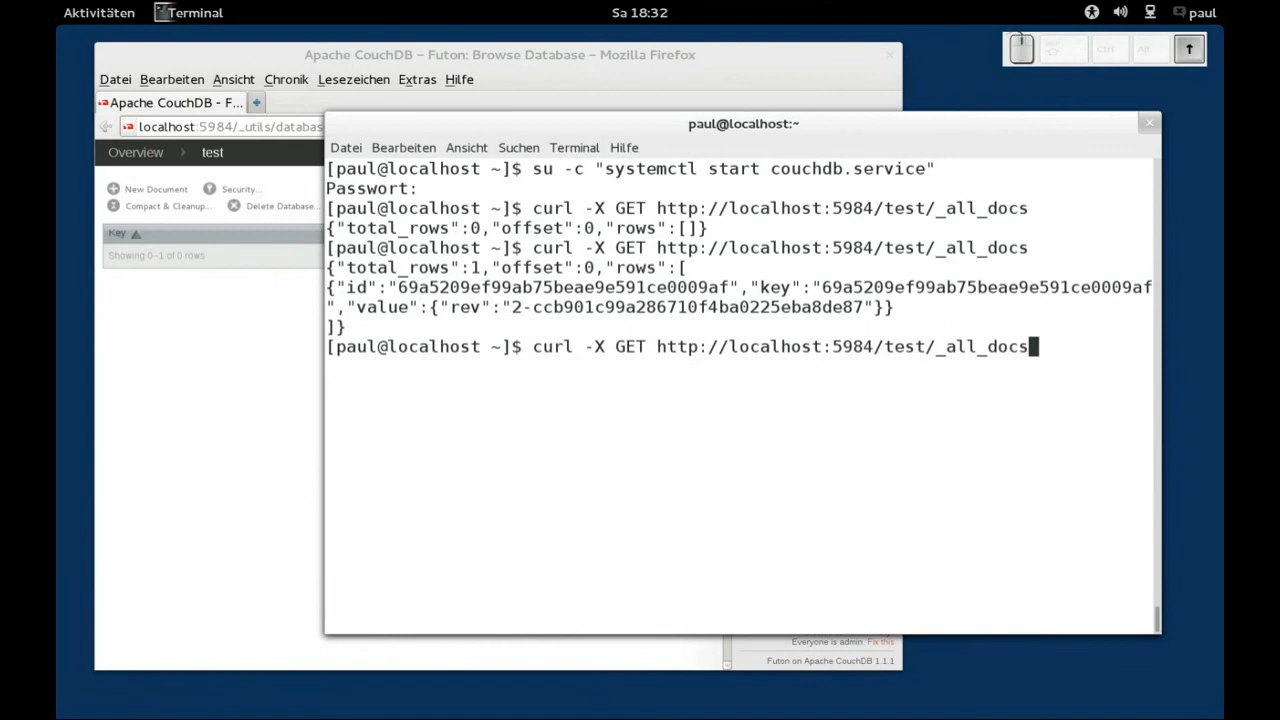 Aktivitäten Terminal Sa 18:32 paul
Apache CouchDB – Futon: Browse Database – Mozilla Firefox
Datei Bearbeiten Ansicht Chronik Lesezeichen Extras Hilfe
Apache CouchDB - F...
localhost:5984/_utils/databas
Overview test
New Document Security...
Compact & Cleanup... Delete Database...
Key
Showing 0–1 of 0 rows
paul@localhost:~
Datei Bearbeiten Ansicht Suchen Terminal Hilfe
[paul@localhost ~]$ su -c "systemctl start couchdb.service"
Passwort:
[paul@localhost ~]$ curl -X GET http://localhost:5984/test/_all_docs
{"total_rows":0,"offset":0,"rows":[]}
[paul@localhost ~]$ curl -X GET http://localhost:5984/test/_all_docs
{"total_rows":1,"offset":0,"rows":[
{"id":"69a5209ef99ab75beae9e591ce0009af","key":"69a5209ef99ab75beae9e591ce0009af
","value":{"rev":"2-ccb901c99a286710f4ba0225eba8de87"}}
]}
[paul@localhost ~]$ curl -X GET http://localhost:5984/test/_all_docs
Everyone is admin. Fix this
Futon on Apache CouchDB 1.1.1
Ctrl Alt